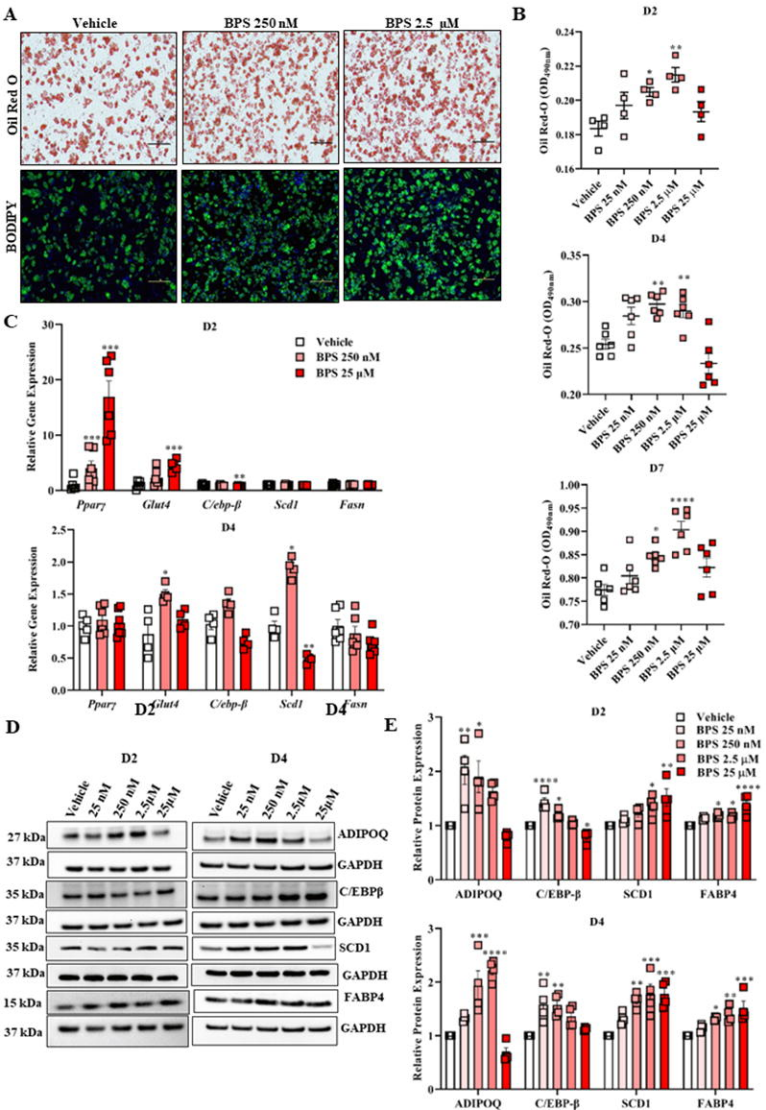 A
Vehicle
BPS 250 nM
BPS 2.5 µM
Oil Red O
BODIPY
B
D2
Oil Red-O (OD490nm)
0.20
0.18
0.16
Vehicle
BPS 25 nM
BPS 250 nM
BPS 2.5 µM
BPS 25 µM
*
**
D4
Oil Red-O (OD490nm)
0.35
0.30
0.25
0.20
**
**
Vehicle
BPS 25 nM
BPS 250 nM
BPS 2.5 µM
BPS 25 µM
D7
Oil Red-O (OD490nm)
1.00
0.95
0.90
0.85
0.80
0.75
0.70
*
****
Vehicle
BPS 25 nM
BPS 250 nM
BPS 2.5 µM
BPS 25 µM
C
D2
Relative Gene Expression
30
20
10
0
Vehicle
BPS 250 nM
BPS 25 µM
***
***
***
**
Pparγ
Glut4
C/ebp-β
Scd1
Fasn
D4
Relative Gene Expression
2.5
2.0
1.5
1.0
0.5
0.0
*
*
**
Pparγ
Glut4
C/ebp-β
Scd1
Fasn
D2
D4
D
D2
D4
Vehicle
25 nM
250 nM
2.5µM
25µM
Vehicle
25 nM
250 nM
2.5µM
25µM
27 kDa
ADIPOQ
37 kDa
GAPDH
35 kDa
C/EBPβ
37 kDa
GAPDH
35 kDa
SCD1
37 kDa
GAPDH
15 kDa
FABP4
37 kDa
GAPDH
E
D2
Relative Protein Expression
3
2
1
0
Vehicle
BPS 25 nM
BPS 250 nM
BPS 2.5 µM
BPS 25 µM
**
*
****
*
*
*
**
*
*
****
ADIPOQ
C/EBP-β
SCD1
FABP4
D4
Relative Protein Expression
3
2
1
0
***
****
**
**
**
***
***
*
**
***
ADIPOQ
C/EBP-β
SCD1
FABP4